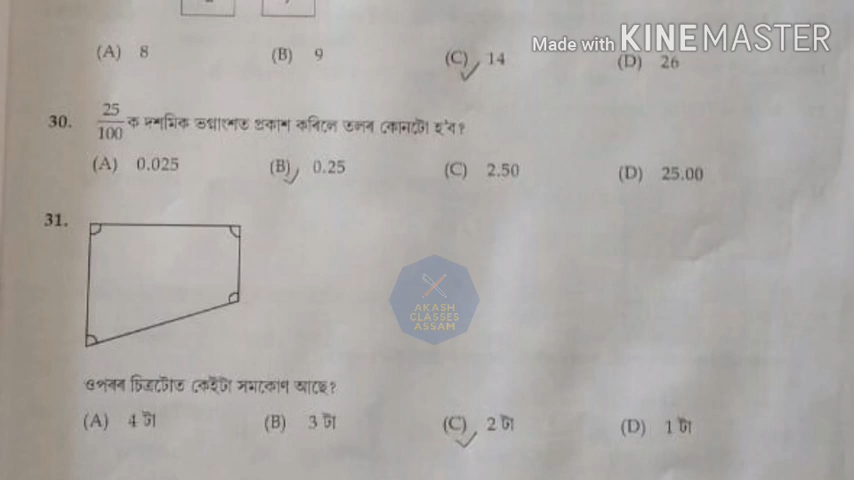 Made with KINEMASTER
(A) 8 (B) 9 (C) 14 (D) 26
30. 25/100 ক দশমিক ভগ্নাংশত প্ৰকাশ কৰিলে তলৰ কোনটো হ'ব?
(A) 0.025 (B) 0.25 (C) 2.50 (D) 25.00
31.
AKASH
CLASSES
ASSAM
ওপৰৰ চিত্ৰটোত কেইটা সমকোণ আছে?
(A) 4 টা (B) 3 টা (C) 2 টা (D) 1 টা